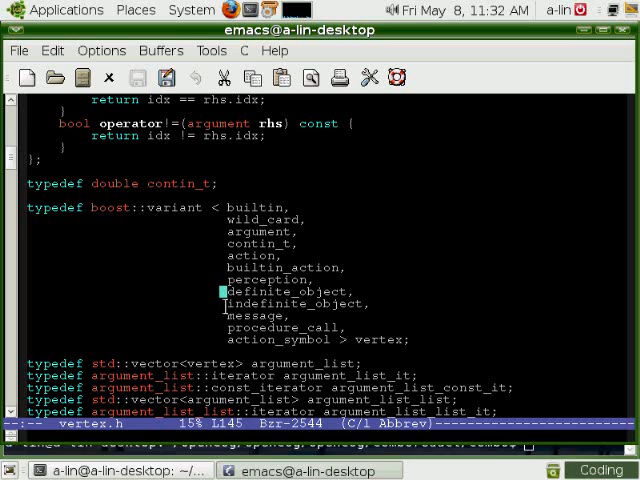 Applications Places System Fri May 8, 11:32 AM a-lin
emacs@a-lin-desktop
File Edit Options Buffers Tools C Help
return idx == rhs.idx;
}
bool operator!=(argument rhs) const {
return idx != rhs.idx;
}
};
typedef double contin_t;
typedef boost::variant < builtin,
wild_card,
argument,
contin_t,
action,
builtin_action,
perception,
definite_object,
indefinite_object,
message,
procedure_call,
action_symbol > vertex;
typedef std::vector<vertex> argument_list;
typedef argument_list::iterator argument_list_it;
typedef argument_list::const_iterator argument_list_const_it;
typedef std::vector<argument_list> argument_list_list;
typedef argument_list_list::iterator argument_list_list_it;
--:-- vertex.h 15% L145 Bzr-2544 (C/l Abbrev)
a-lin@a-lin-desktop: ~/... emacs@a-lin-desktop Coding